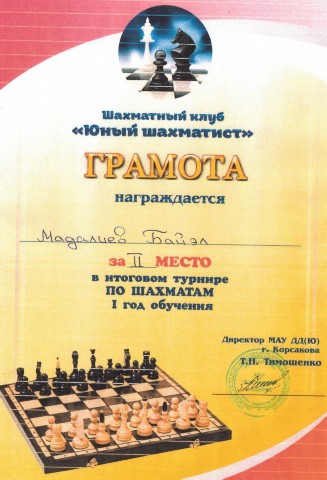 Шахматный клуб
«Юный шахматист»
ГРАМОТА
награждается
Мадалиев Байэл
за II МЕСТО
в итоговом турнире
ПО ШАХМАТАМ
I год обучения
Директор МАУ ДД(Ю)
г. Корсакова
Т.Н. Тимошенко